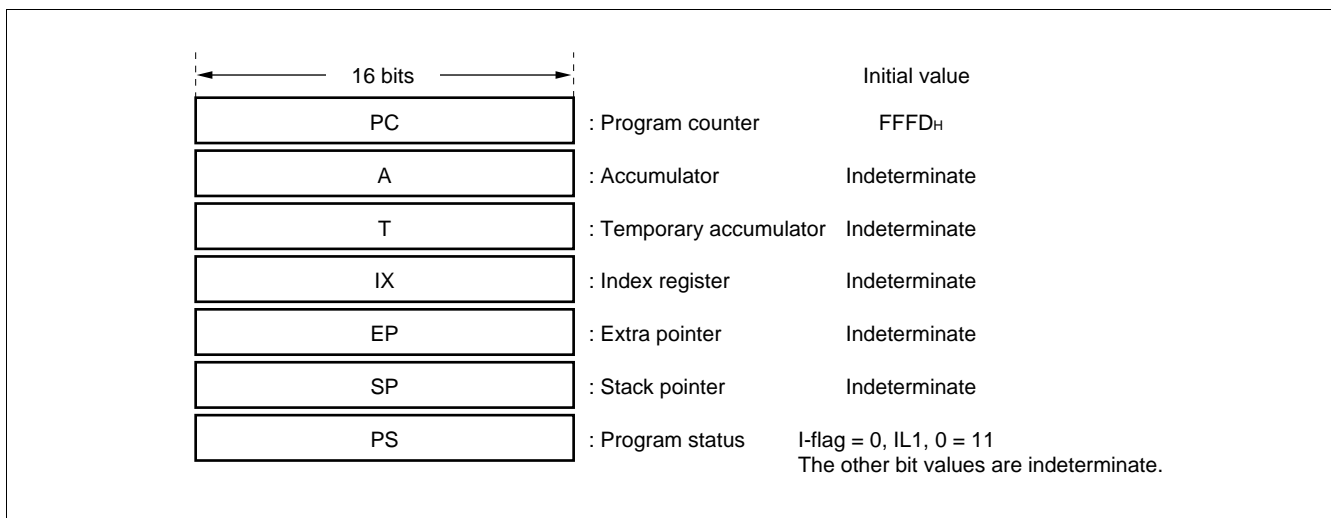 16 bits Initial value
PC : Program counter FFFDH
A : Accumulator Indeterminate
T : Temporary accumulator Indeterminate
IX : Index register Indeterminate
EP : Extra pointer Indeterminate
SP : Stack pointer Indeterminate
PS : Program status I-flag = 0, IL1, 0 = 11
The other bit values are indeterminate.